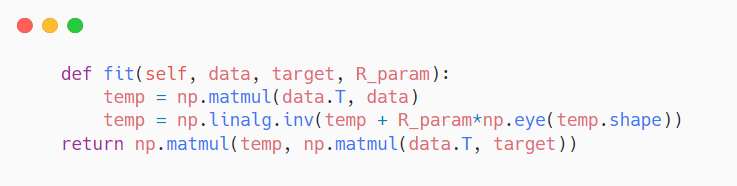 def fit(self, data, target, R_param):
    temp = np.matmul(data.T, data)
    temp = np.linalg.inv(temp + R_param*np.eye(temp.shape))
return np.matmul(temp, np.matmul(data.T, target))